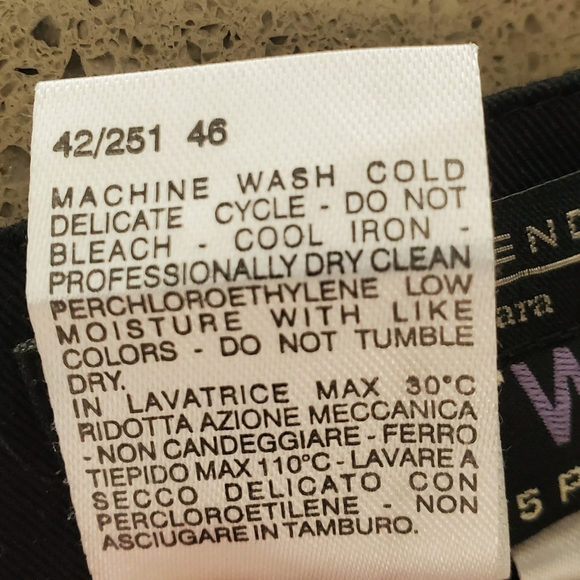 42/251 46
MACHINE WASH COLD
DELICATE CYCLE - DO NOT
BLEACH - COOL IRON -
PROFESSIONALLY DRY CLEAN
PERCHLOROETHYLENE LOW
MOISTURE WITH LIKE
COLORS - DO NOT TUMBLE
DRY.
IN LAVATRICE MAX 30°C
RIDOTTA AZIONE MECCANICA
- NON CANDEGGIARE - FERRO
TIEPIDO MAX 110°C - LAVARE A
SECCO DELICATO CON
PERCLOROETILENE - NON
ASCIUGARE IN TAMBURO.